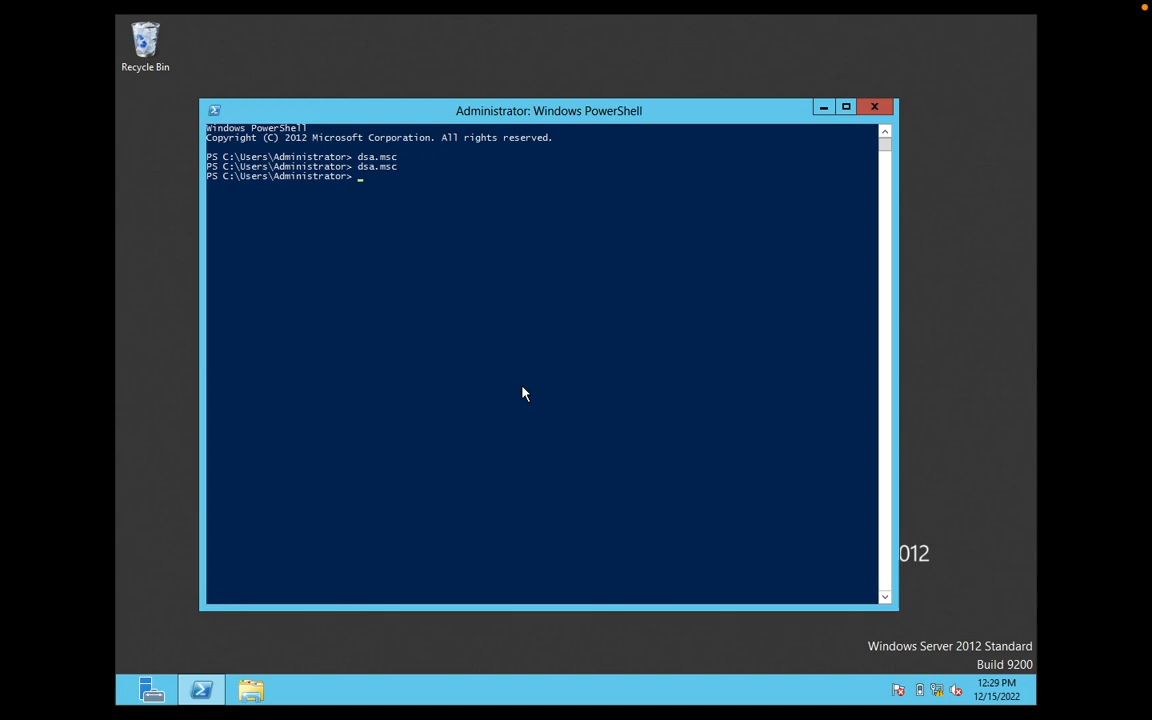 Recycle Bin
Administrator: Windows PowerShell
Windows PowerShell
Copyright (C) 2012 Microsoft Corporation. All rights reserved.
PS C:\Users\Administrator> dsa.msc
PS C:\Users\Administrator> dsa.msc
PS C:\Users\Administrator> _
012
Windows Server 2012 Standard
Build 9200
12:29 PM
12/15/2022